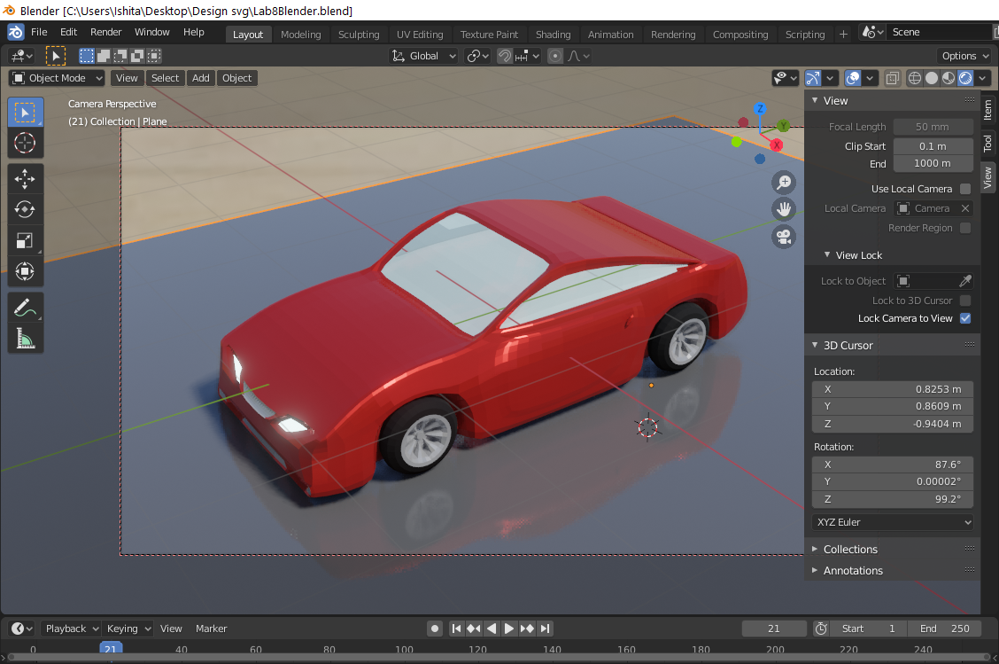 Blender [C:\Users\Ishita\Desktop\Design svg\Lab8Blender.blend]
File Edit Render Window Help Layout Modeling Sculpting UV Editing Texture Paint Shading Animation Rendering Compositing Scripting + Scene
Global Options
Object Mode View Select Add Object
Camera Perspective
(21) Collection | Plane
Z
Y
X
View
Focal Length 50 mm
Clip Start 0.1 m
End 1000 m
Use Local Camera
Local Camera Camera
Render Region
View Lock
Lock to Object
Lock to 3D Cursor
Lock Camera to View
3D Cursor
Location:
X 0.8253 m
Y 0.8609 m
Z -0.9404 m
Rotation:
X 87.6°
Y 0.00002°
Z 99.2°
XYZ Euler
Collections
Annotations
Item
Tool
View
Playback Keying View Marker 21 Start 1 End 250
0 21 40 60 80 100 120 140 160 180 200 220 240